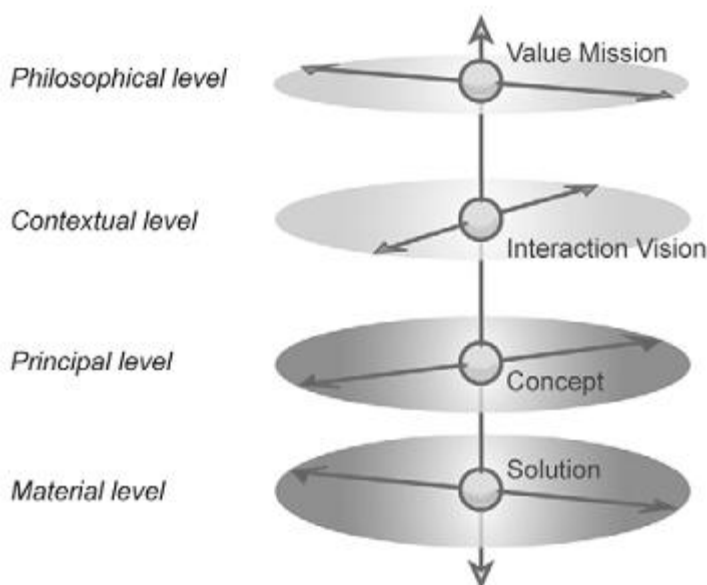 Philosophical level
Value Mission
Contextual level
Interaction Vision
Principal level
Concept
Material level
Solution